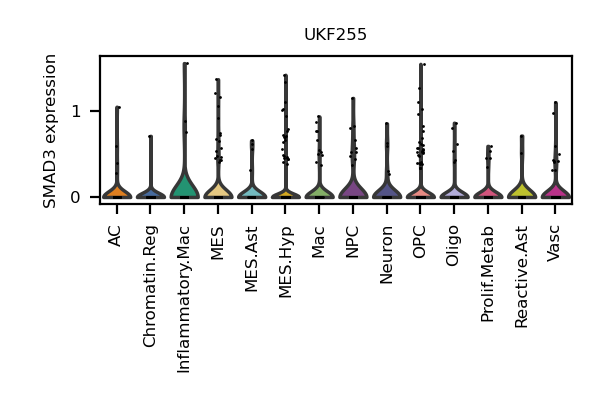 UKF255
SMAD3 expression
1
0
AC
Chromatin.Reg
Inflammatory.Mac
MES
MES.Ast
MES.Hyp
Mac
NPC
Neuron
OPC
Oligo
Prolif.Metab
Reactive.Ast
Vasc